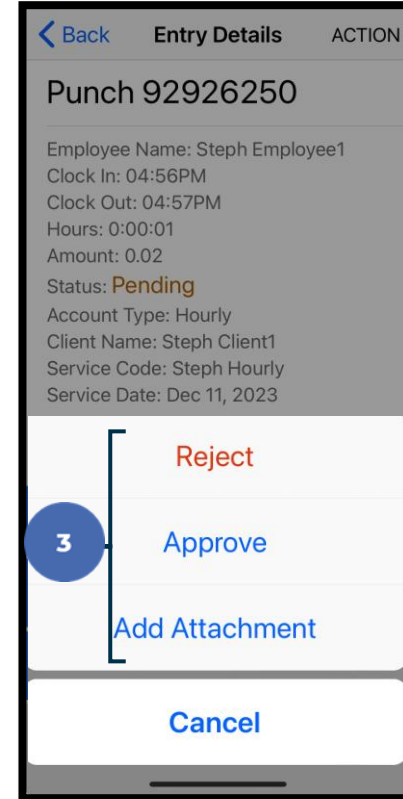 Back Entry Details ACTION
Punch 92926250
Employee Name: Steph Employee1
Clock In: 04:56PM
Clock Out: 04:57PM
Hours: 0:00:01
Amount: 0.02
Status: Pending
Account Type: Hourly
Client Name: Steph Client1
Service Code: Steph Hourly
Service Date: Dec 11, 2023
Reject
3 Approve
Add Attachment
Cancel